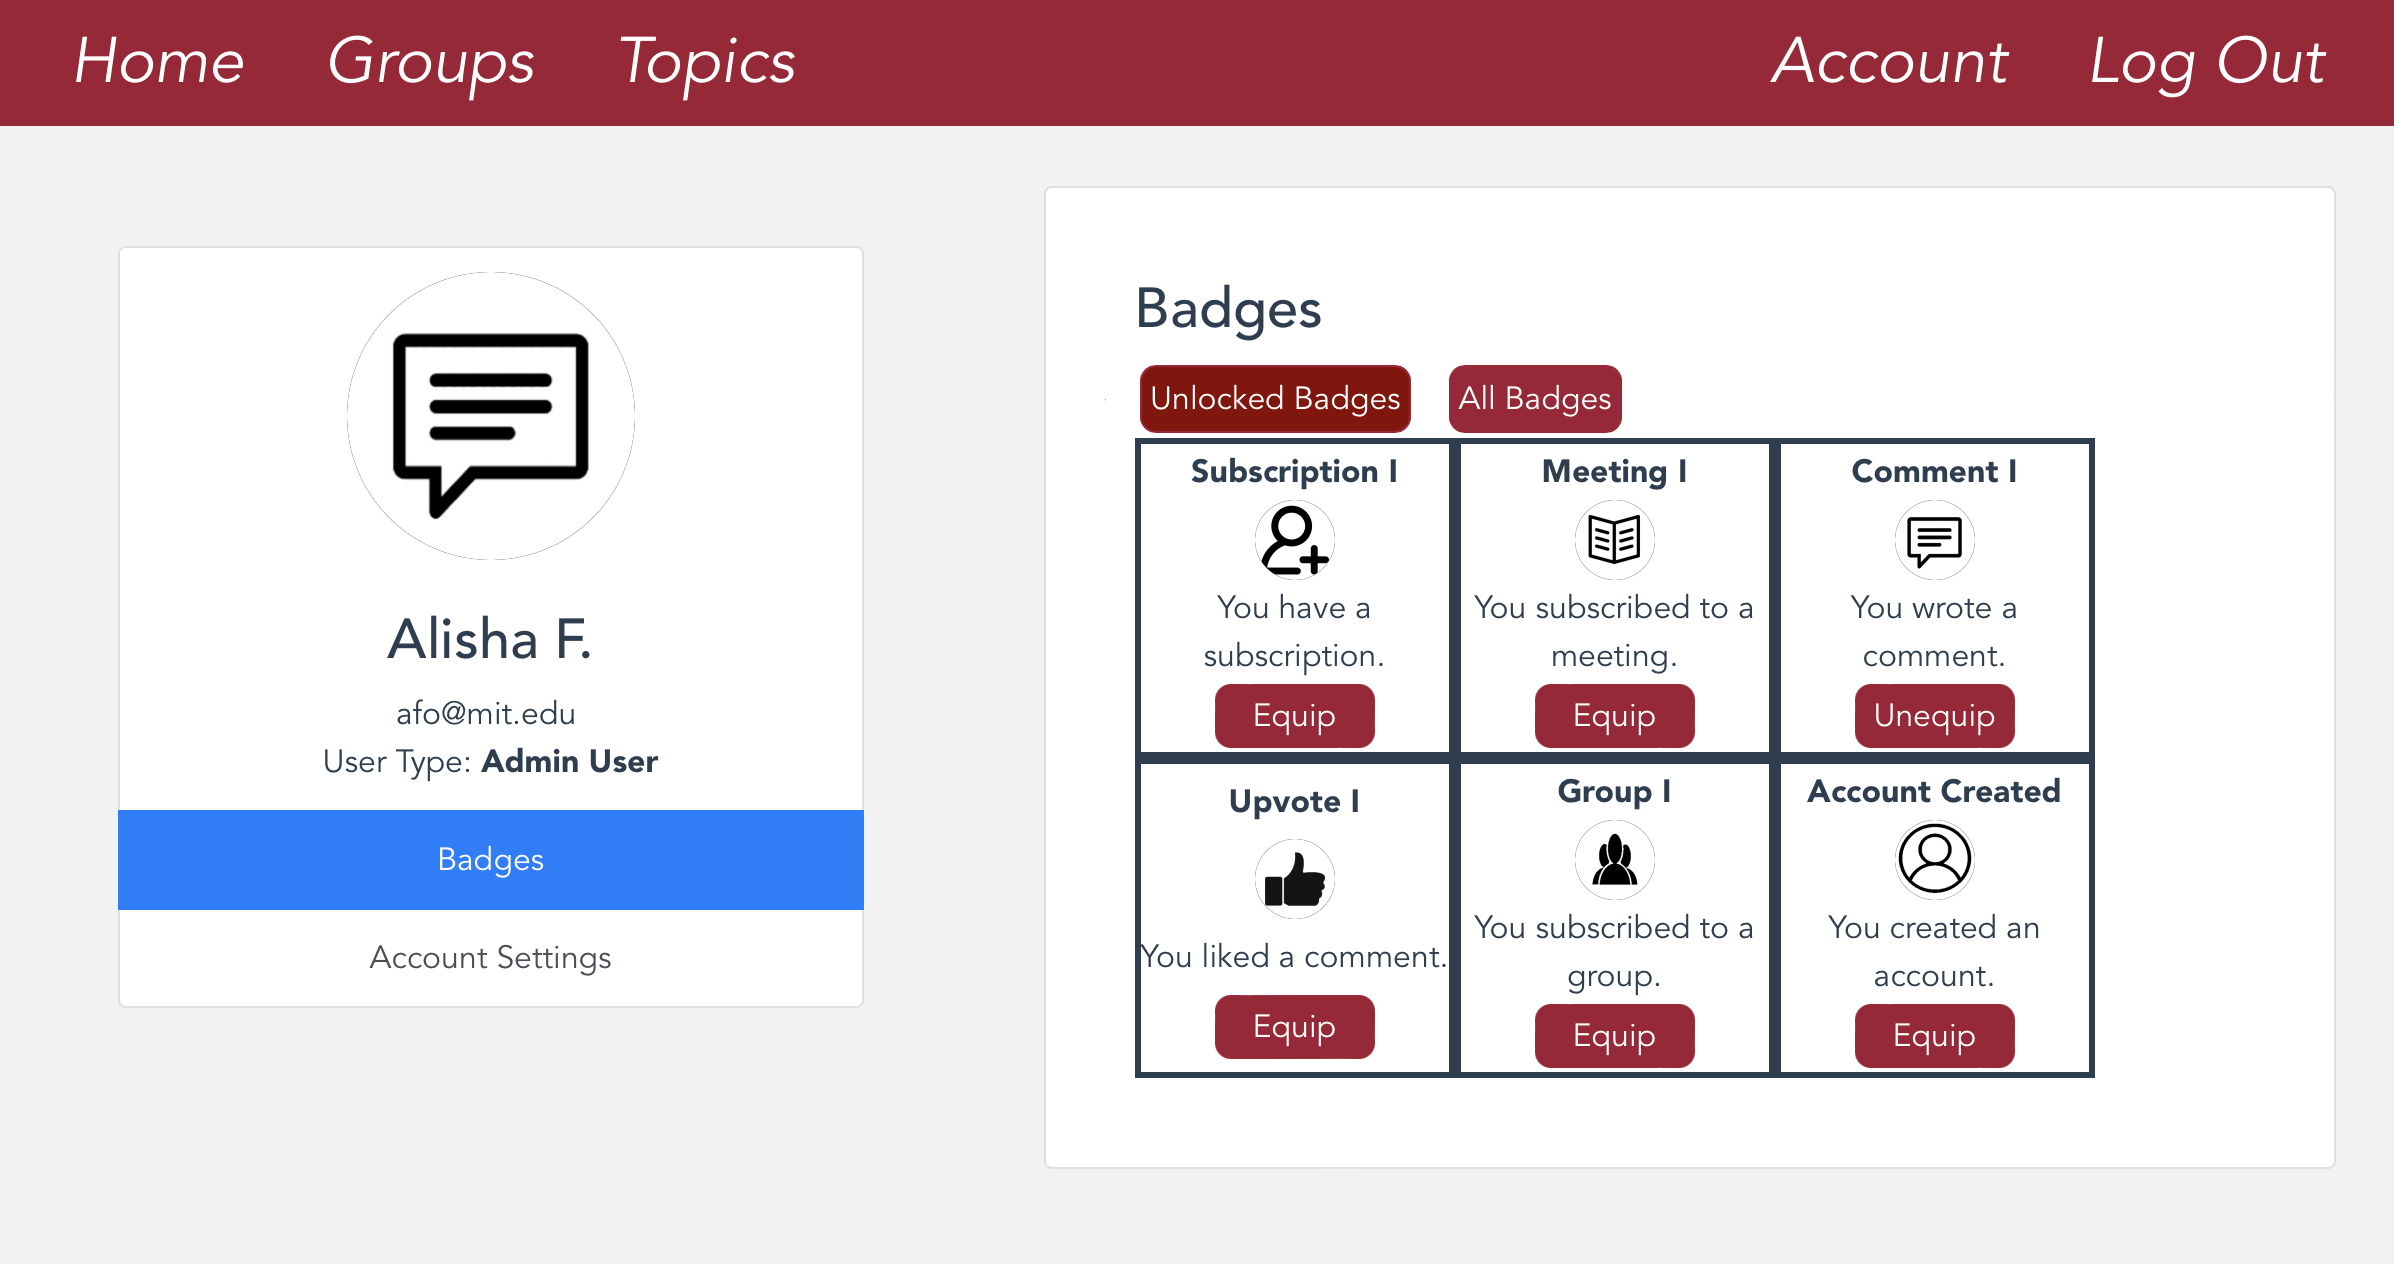 Home Groups Topics Account Log Out
Alisha F.
afo@mit.edu
User Type: Admin User
Badges
Account Settings
Badges
Unlocked Badges All Badges
Subscription I
You have a
subscription.
Equip
Meeting I
You subscribed to a
meeting.
Equip
Comment I
You wrote a
comment.
Unequip
Upvote I
You liked a comment.
Equip
Group I
You subscribed to a
group.
Equip
Account Created
You created an
account.
Equip